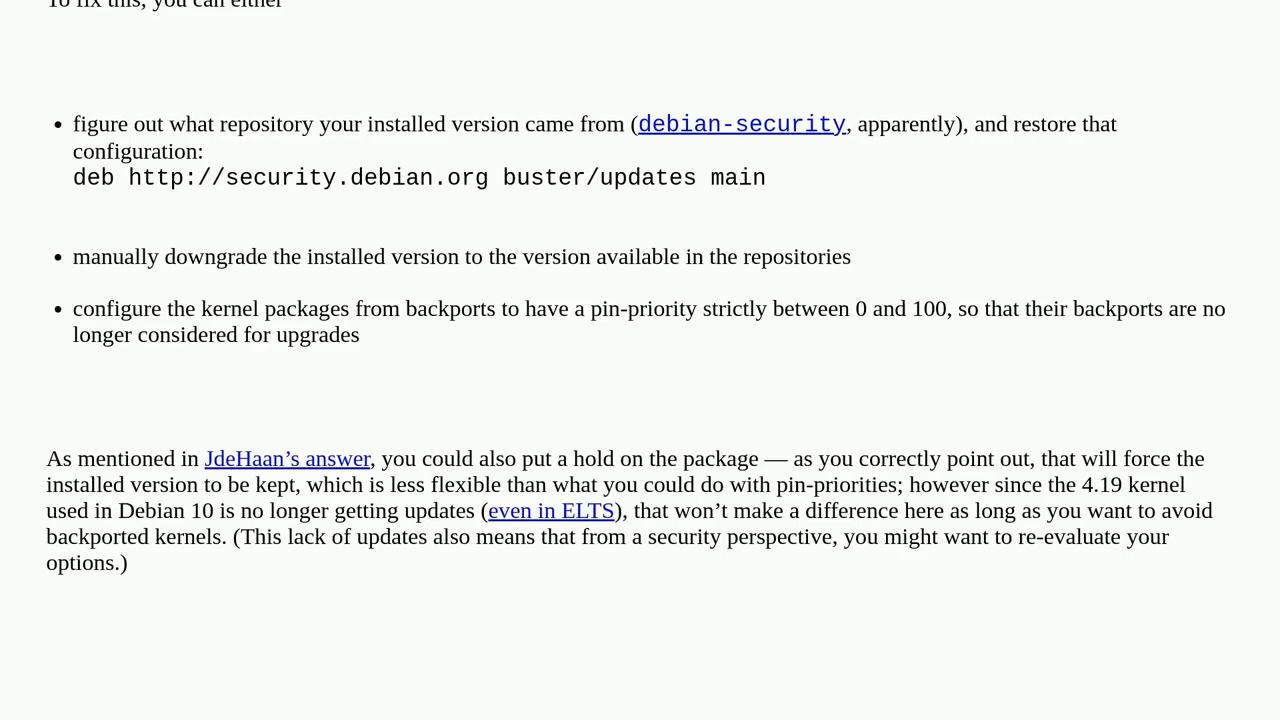 To fix this, you can either
• figure out what repository your installed version came from (debian-security, apparently), and restore that
configuration:
deb http://security.debian.org buster/updates main
• manually downgrade the installed version to the version available in the repositories
• configure the kernel packages from backports to have a pin-priority strictly between 0 and 100, so that their backports are no
longer considered for upgrades
As mentioned in JdeHaan’s answer, you could also put a hold on the package — as you correctly point out, that will force the
installed version to be kept, which is less flexible than what you could do with pin-priorities; however since the 4.19 kernel
used in Debian 10 is no longer getting updates (even in ELTS), that won’t make a difference here as long as you want to avoid
backported kernels. (This lack of updates also means that from a security perspective, you might want to re-evaluate your
options.)